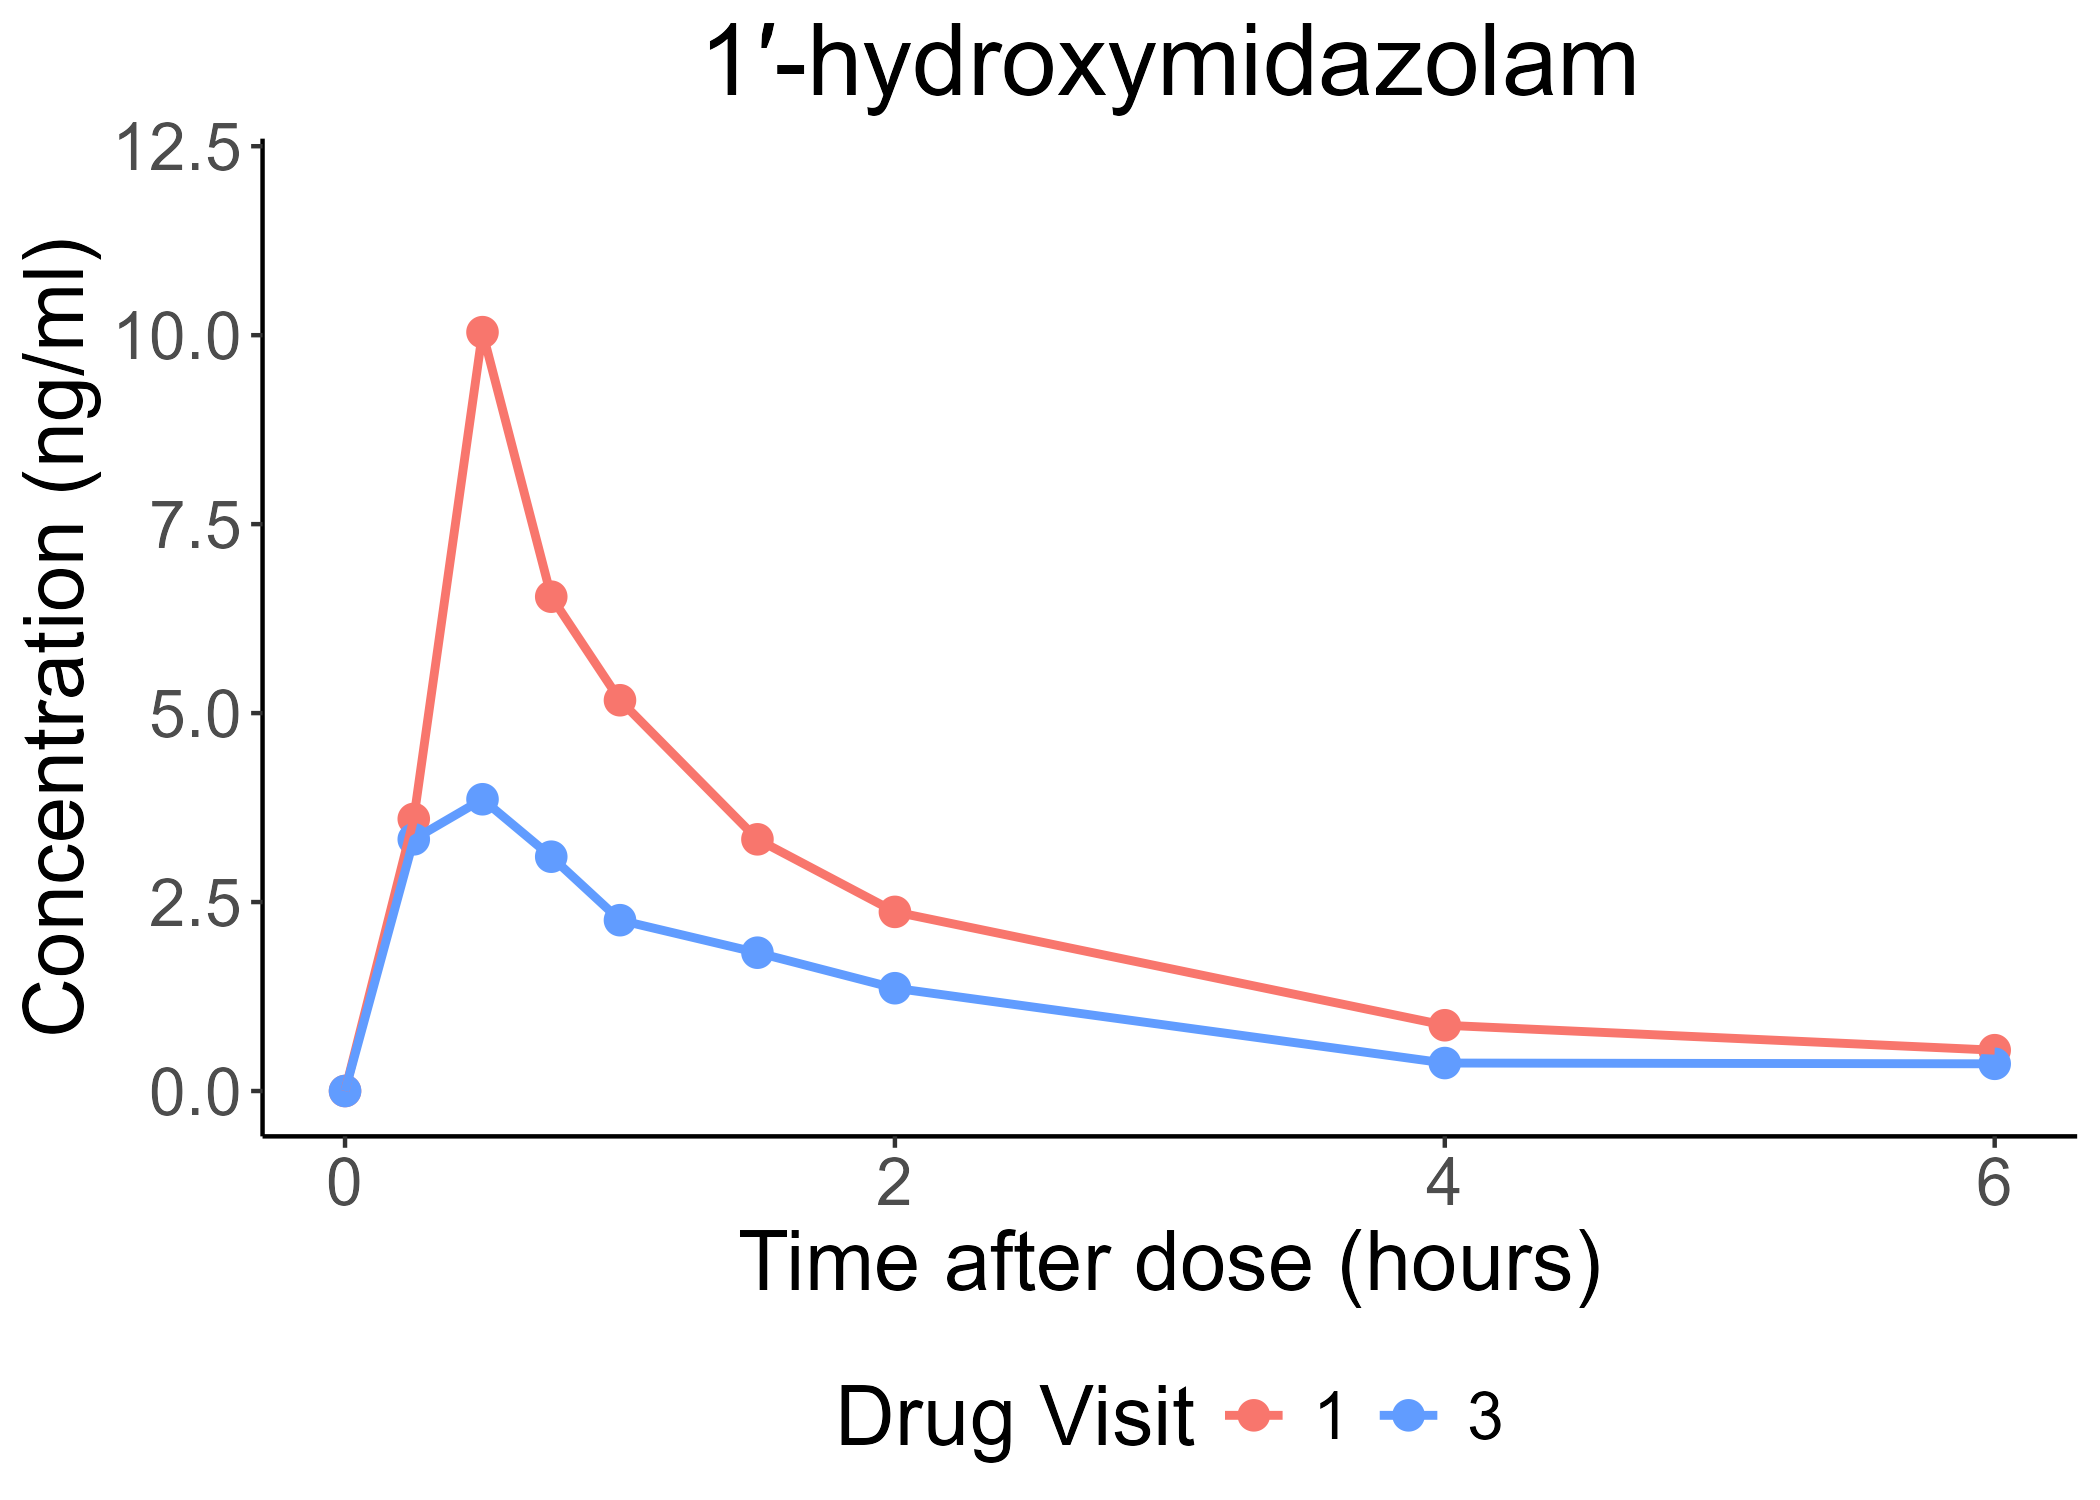 1′-hydroxymidazolam
Concentration (ng/ml)
12.5
10.0
7.5
5.0
2.5
0.0
0 2 4 6
Time after dose (hours)
Drug Visit 1 3